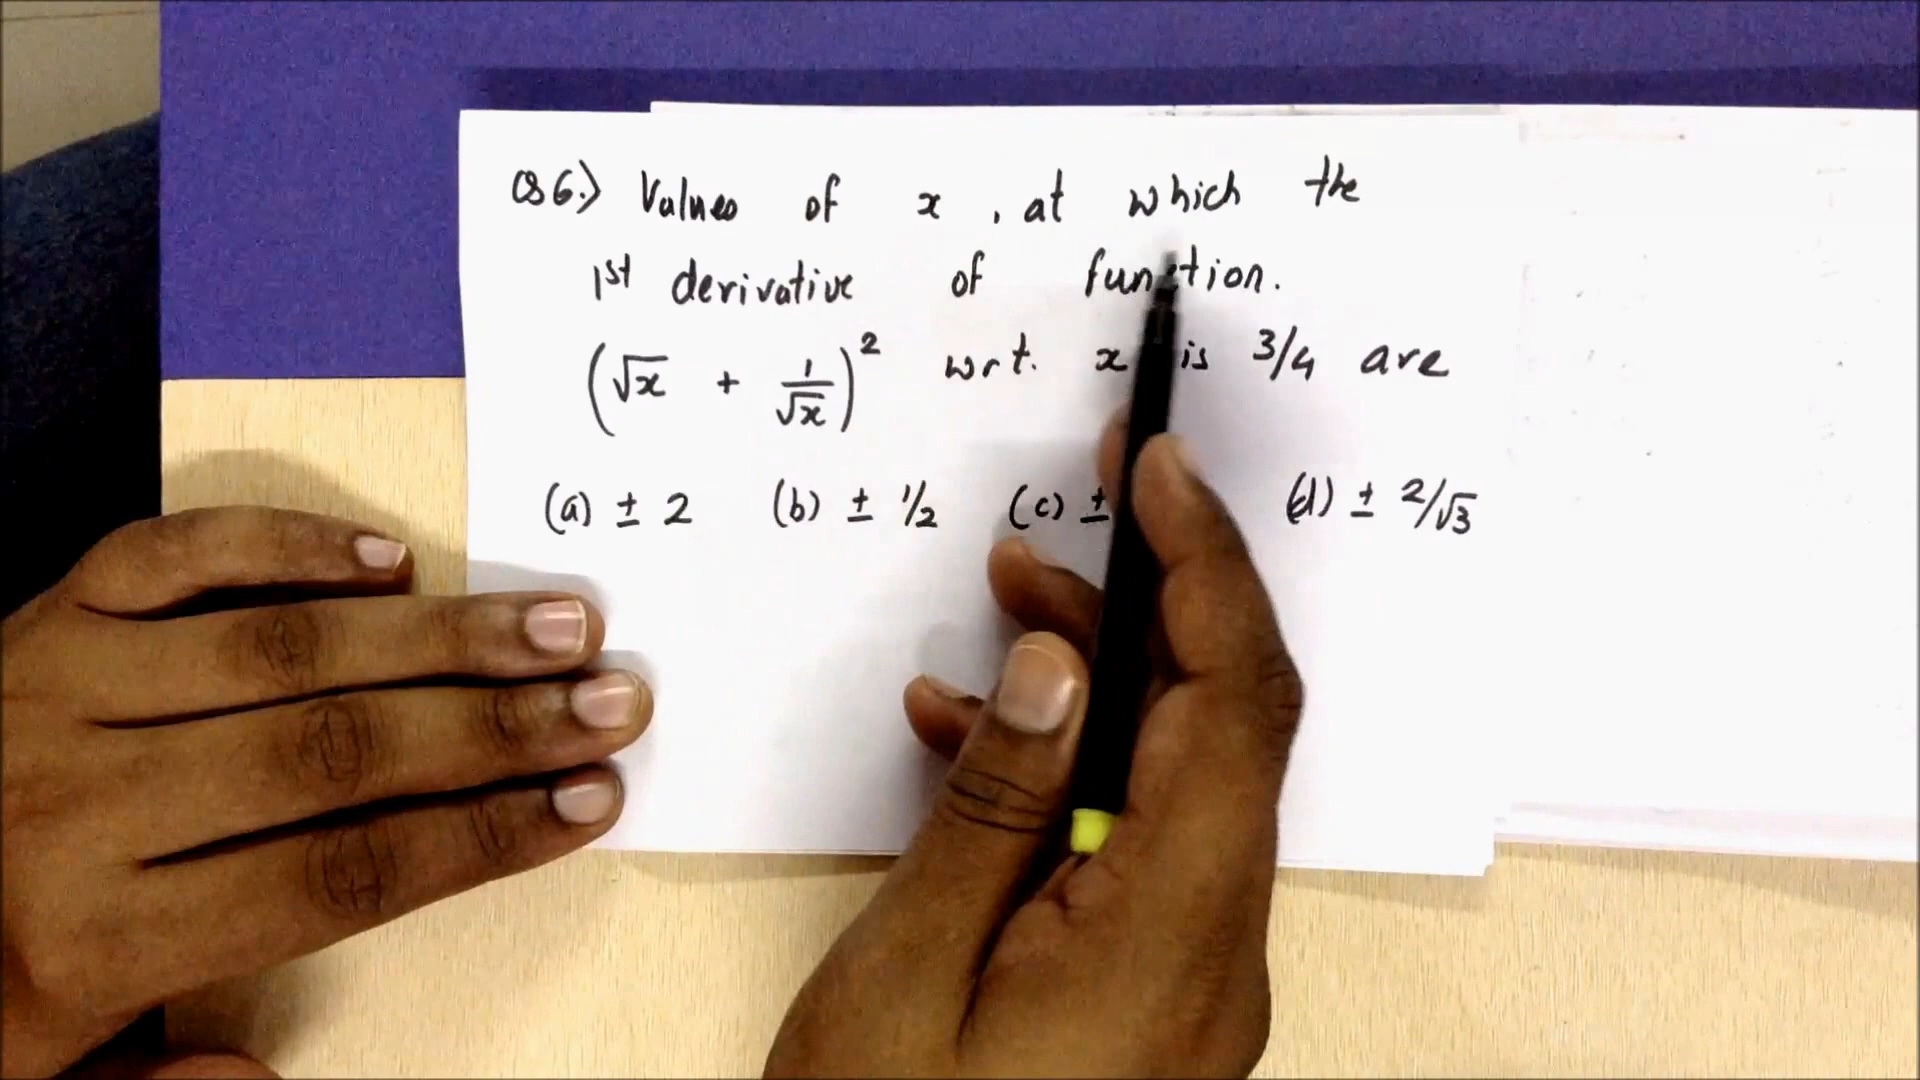 Q6.) Values of x, at which the
1st derivative of function.
(√x + 1/√x)² wrt. x is 3/4 are
(a) ± 2 (b) ± 1/2 (c) ± (d) ± 2/√3